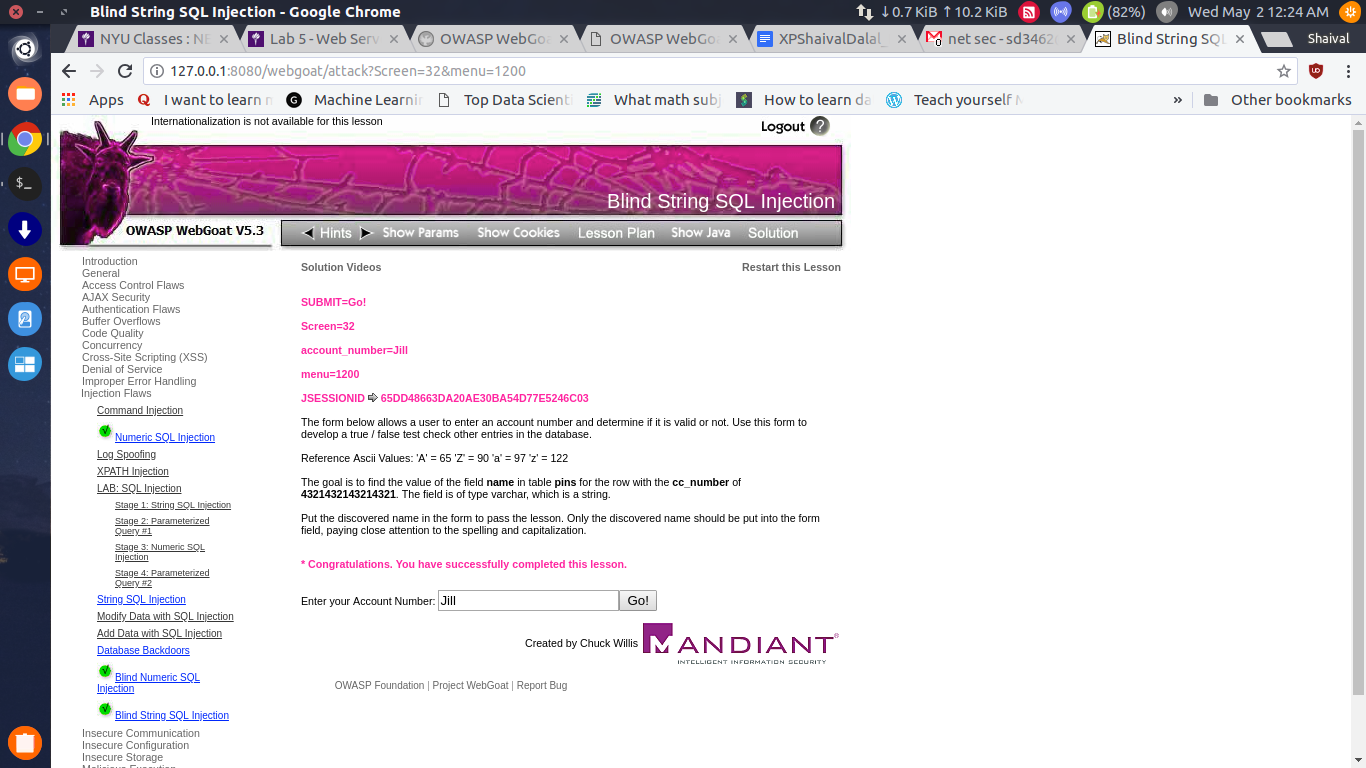 Blind String SQL Injection - Google Chrome
↓0.7 KiB ↑10.2 KiB (82%) Wed May 2 12:24 AM
NYU Classes : NE
Lab 5 - Web Serv
OWASP WebGoa
OWASP WebGo
XPShaivalDalal_
net sec - sd3462
Blind String SQL
Shaival
127.0.0.1:8080/webgoat/attack?Screen=32&menu=1200
Apps
I want to learn
Machine Learni
Top Data Scient
What math subj
How to learn da
Teach yourself
»
Other bookmarks
Internationalization is not available for this lesson
Logout ?
Blind String SQL Injection
OWASP WebGoat V5.3
Hints
Show Params
Show Cookies
Lesson Plan
Show Java
Solution
Introduction
General
Access Control Flaws
AJAX Security
Authentication Flaws
Buffer Overflows
Code Quality
Concurrency
Cross-Site Scripting (XSS)
Denial of Service
Improper Error Handling
Injection Flaws
Command Injection
Numeric SQL Injection
Log Spoofing
XPATH Injection
LAB: SQL Injection
Stage 1: String SQL Injection
Stage 2: Parameterized
Query #1
Stage 3: Numeric SQL
Injection
Stage 4: Parameterized
Query #2
String SQL Injection
Modify Data with SQL Injection
Add Data with SQL Injection
Database Backdoors
Blind Numeric SQL
Injection
Blind String SQL Injection
Insecure Communication
Insecure Configuration
Insecure Storage
Malicious Execution
Solution Videos
Restart this Lesson
SUBMIT=Go!
Screen=32
account_number=Jill
menu=1200
JSESSIONID ⇨ 65DD48663DA20AE30BA54D77E5246C03
The form below allows a user to enter an account number and determine if it is valid or not. Use this form to
develop a true / false test check other entries in the database.
Reference Ascii Values: 'A' = 65 'Z' = 90 'a' = 97 'z' = 122
The goal is to find the value of the field name in table pins for the row with the cc_number of
4321432143214321. The field is of type varchar, which is a string.
Put the discovered name in the form to pass the lesson. Only the discovered name should be put into the form
field, paying close attention to the spelling and capitalization.
* Congratulations. You have successfully completed this lesson.
Enter your Account Number: Jill Go!
Created by Chuck Willis MANDIANT®
INTELLIGENT INFORMATION SECURITY
OWASP Foundation | Project WebGoat | Report Bug